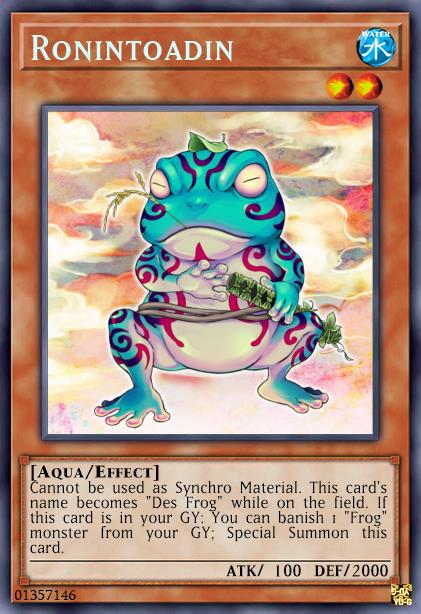 Ronintoadin
WATER
水
[Aqua/Effect]
Cannot be used as Synchro Material. This card's
name becomes "Des Frog" while on the field. If
this card is in your GY: You can banish 1 "Frog"
monster from your GY; Special Summon this
card.
ATK/ 100 DEF/2000
01357146